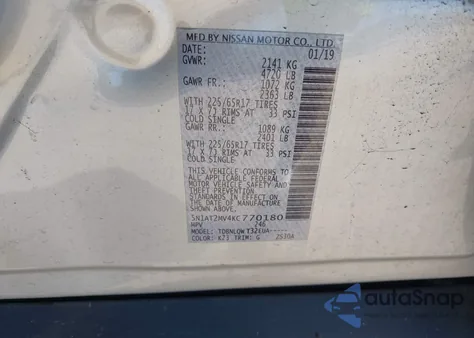 MFD BY NISSAN MOTOR CO., LTD.
DATE: 01/19
GVWR: 2141 KG
4720 LB
GAWR FR.: 1072 KG
2363 LB
WITH 225/65R17 TIRES
17 X 7J RIMS AT 33 PSI
COLD SINGLE
GAWR RR.: 1089 KG
2401 LB
WITH 225/65R17 TIRES
17 X 7J RIMS AT 33 PSI
COLD SINGLE
THIS VEHICLE CONFORMS TO
ALL APPLICABLE FEDERAL
MOTOR VEHICLE SAFETY
AND THEFT PREVENTION
STANDARDS IN EFFECT ON
THE DATE OF MANUFACTURE
SHOWN ABOVE.
5N1AT2MV4KC770180
MPV
COLOR: K23 TRIM: G
autoSnap
by Carfast